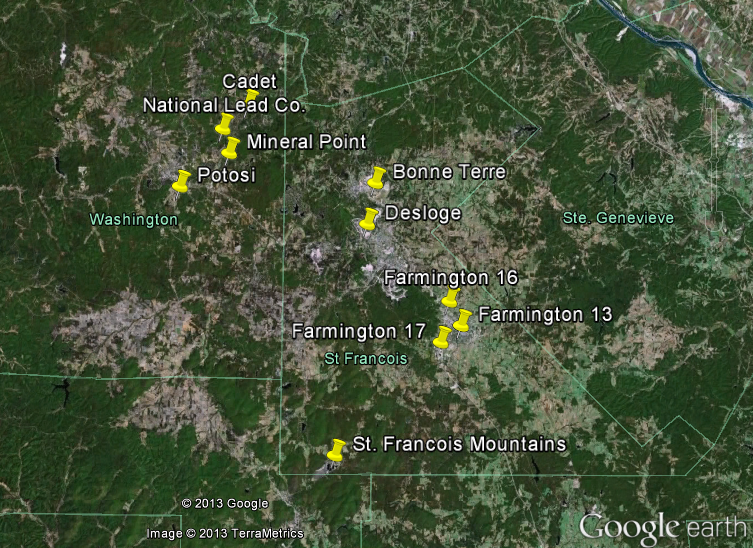 Cadet
National Lead Co.
Mineral Point
Potosi
Bonne Terre
Desloge
Washington
Ste. Genevieve
Farmington 16
Farmington 13
Farmington 17
St Francois
St. Francois Mountains
© 2013 Google
Image © 2013 TerraMetrics
Google earth